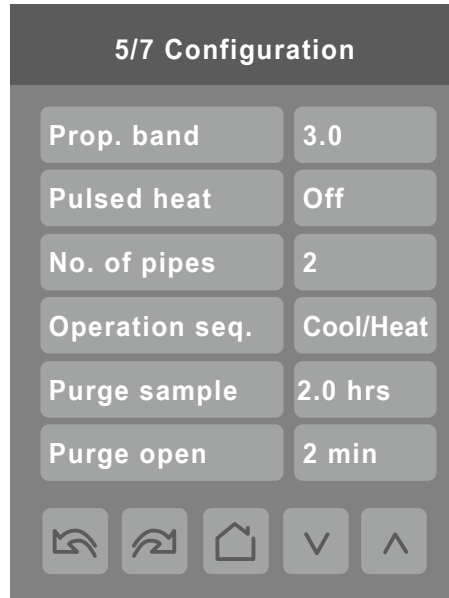 5/7 Configuration
Prop. band 3.0
Pulsed heat Off
No. of pipes 2
Operation seq. Cool/Heat
Purge sample 2.0 hrs
Purge open 2 min